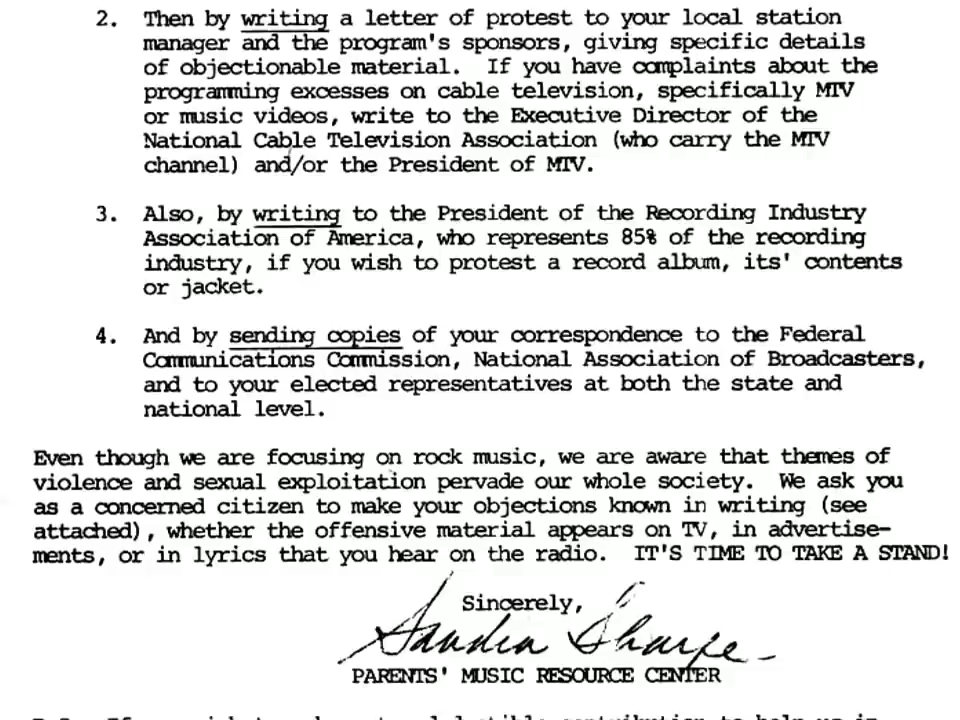 2. Then by writing a letter of protest to your local station
manager and the program's sponsors, giving specific details
of objectionable material. If you have complaints about the
programming excesses on cable television, specifically MTV
or music videos, write to the Executive Director of the
National Cable Television Association (who carry the MTV
channel) and/or the President of MTV.
3. Also, by writing to the President of the Recording Industry
Association of America, who represents 85% of the recording
industry, if you wish to protest a record album, its' contents
or jacket.
4. And by sending copies of your correspondence to the Federal
Communications Commission, National Association of Broadcasters,
and to your elected representatives at both the state and
national level.
Even though we are focusing on rock music, we are aware that themes of
violence and sexual exploitation pervade our whole society. We ask you
as a concerned citizen to make your objections known in writing (see
attached), whether the offensive material appears on TV, in advertise-
ments, or in lyrics that you hear on the radio. IT'S TIME TO TAKE A STAND!
Sincerely,
Sandra Sharpe
PARENTS' MUSIC RESOURCE CENTER